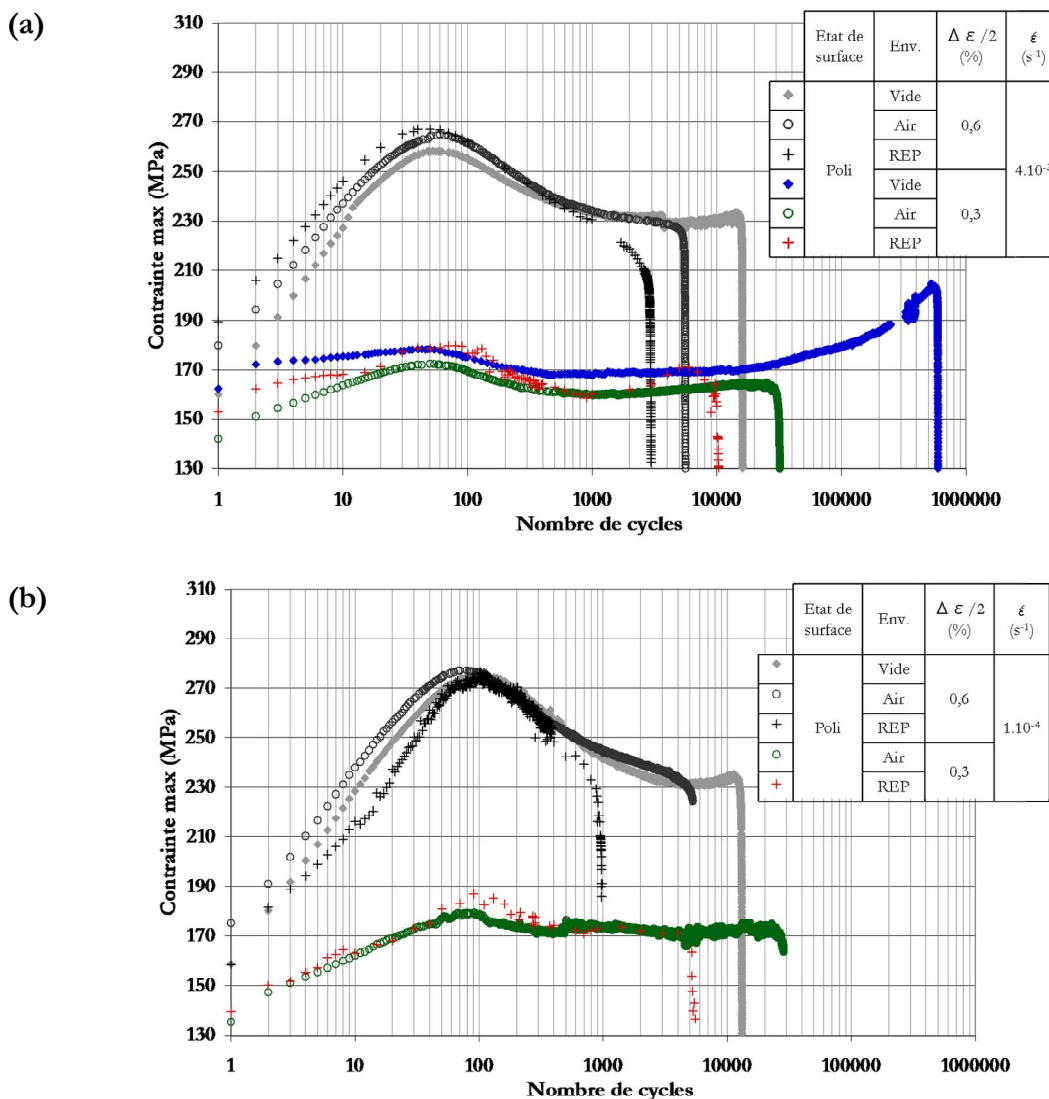 (a)
310
290
270
250
230
210
190
170
150
130
Contrainte max (MPa)
1
10
100
1000
10000
100000
1000000
Nombre de cycles
Etat de surface
Env.
Δ ε /2 (%)
ε̇ (s⁻¹)
Poli
Vide
Air
REP
0,6
Vide
Air
REP
0,3
4.10⁻³
(b)
310
290
270
250
230
210
190
170
150
130
Contrainte max (MPa)
1
10
100
1000
10000
100000
1000000
Nombre de cycles
Etat de surface
Env.
Δ ε /2 (%)
ε̇ (s⁻¹)
Poli
Vide
Air
REP
0,6
Air
REP
0,3
1.10⁻⁴